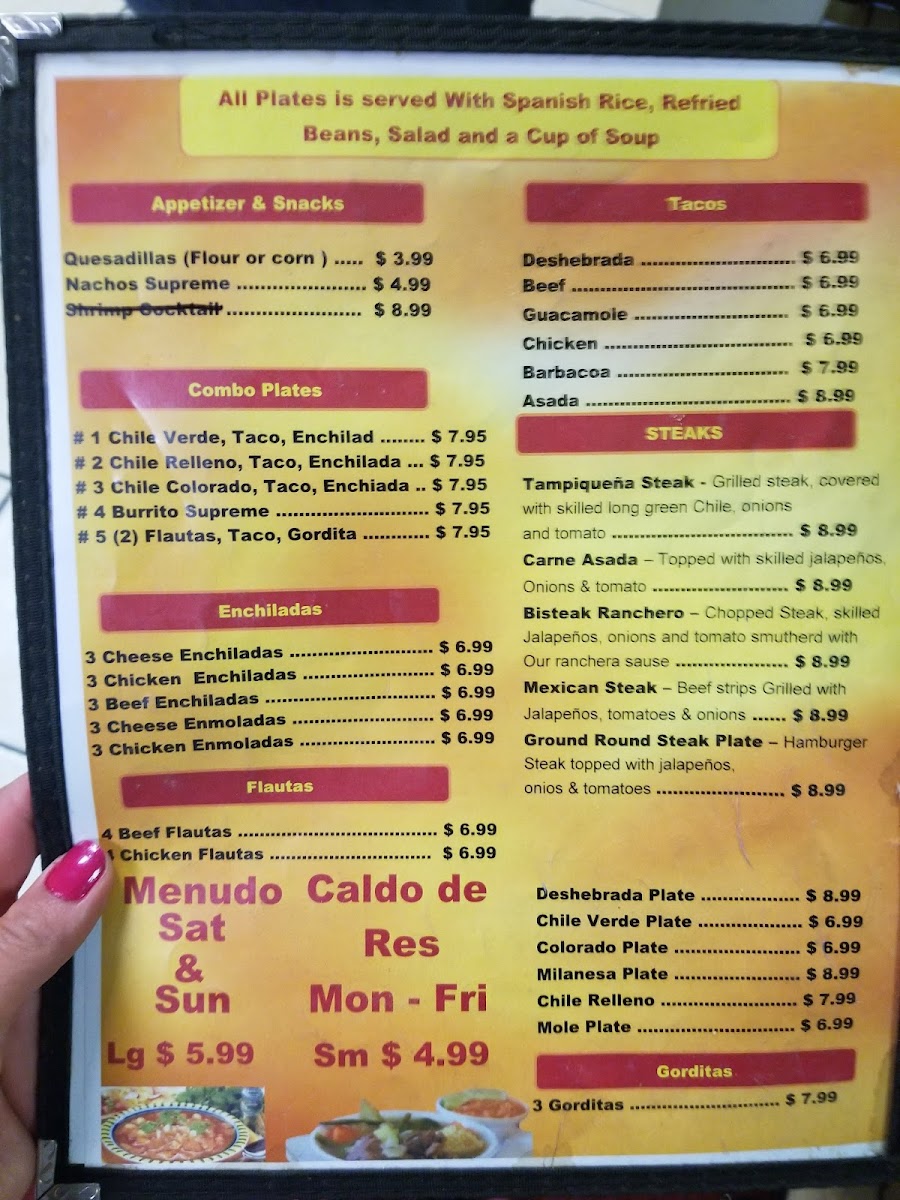 All Plates is served With Spanish Rice, Refried
Beans, Salad and a Cup of Soup
Appetizer & Snacks
Quesadillas (Flour or corn ) ..... $ 3.99
Nachos Supreme ...................... $ 4.99
Shrimp Cocktail ....................... $ 8.99
Combo Plates
# 1 Chile Verde, Taco, Enchilad ........ $ 7.95
# 2 Chile Relleno, Taco, Enchilada ... $ 7.95
# 3 Chile Colorado, Taco, Enchiada .. $ 7.95
# 4 Burrito Supreme ........................... $ 7.95
# 5 (2) Flautas, Taco, Gordita ............ $ 7.95
Enchiladas
3 Cheese Enchiladas ......................... $ 6.99
3 Chicken Enchiladas ....................... $ 6.99
3 Beef Enchiladas .............................. $ 6.99
3 Cheese Enmoladas ......................... $ 6.99
3 Chicken Enmoladas ........................ $ 6.99
Flautas
4 Beef Flautas ................................... $ 6.99
Chicken Flautas ............................ $ 6.99
Menudo
Sat
&
Sun
Lg $ 5.99
Caldo de
Res
Mon - Fri
Sm $ 4.99
Tacos
Deshebrada ........................... $ 6.99
Beef ....................................... $ 6.99
Guacamole ........................... $ 6.99
Chicken ................................. $ 6.99
Barbacoa .............................. $ 7.99
Asada .................................... $ 8.99
STEAKS
Tampiqueña Steak - Grilled steak, covered
with skilled long green Chile, onions
and tomato ................................ $ 8.99
Carne Asada – Topped with skilled jalapeños,
Onions & tomato ........................ $ 8.99
Bisteak Ranchero – Chopped Steak, skilled
Jalapeños, onions and tomato smutherd with
Our ranchera sause .................... $ 8.99
Mexican Steak – Beef strips Grilled with
Jalapeños, tomatoes & onions ...... $ 8.99
Ground Round Steak Plate – Hamburger
Steak topped with jalapeños,
onios & tomatoes ....................... $ 8.99
Deshebrada Plate .................. $ 8.99
Chile Verde Plate ................... $ 6.99
Colorado Plate ....................... $ 6.99
Milanesa Plate ....................... $ 8.99
Chile Relleno ......................... $ 7.99
Mole Plate ............................. $ 6.99
Gorditas
3 Gorditas ........................... $ 7.99